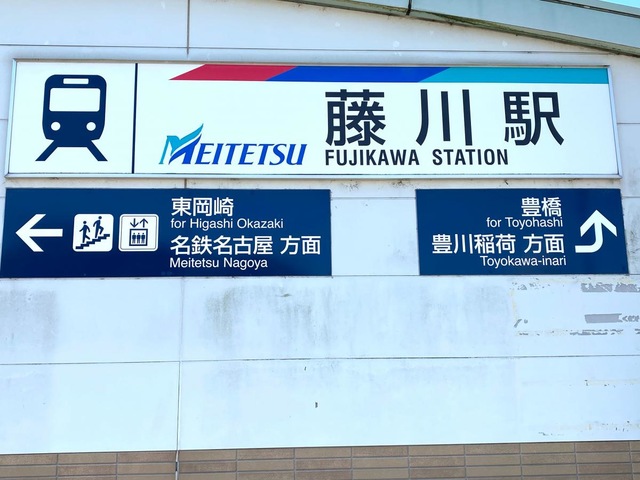 MEITETSU
藤川駅
FUJIKAWA STATION
東岡崎
for Higashi Okazaki
名鉄名古屋 方面
Meitetsu Nagoya
豊橋
for Toyohashi
豊川稲荷 方面
Toyokawa-inari